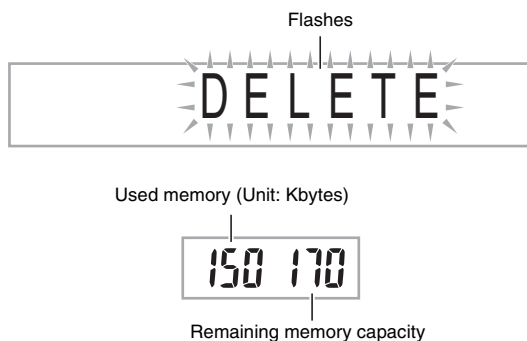 Flashes
DELETE
Used memory (Unit: Kbytes)
150 170
Remaining memory capacity